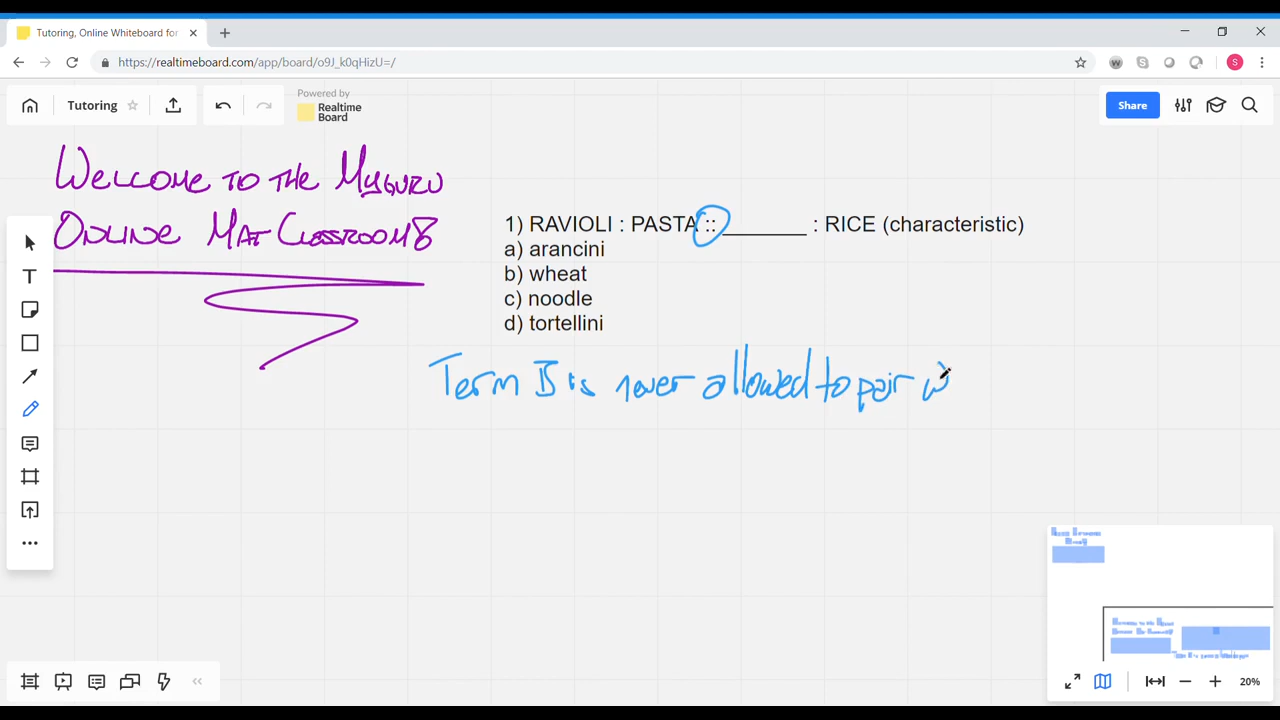 Tutoring, Online Whiteboard for
https://realtimeboard.com/app/board/o9J_k0qHizU=/
S
Tutoring
Powered by
Realtime
Board
Share
WELCOME TO THE MYGURU
ONLINE MAT CLASSROOM
1) RAVIOLI : PASTA :: _______ : RICE (characteristic)
a) arancini
b) wheat
c) noodle
d) tortellini
Term B is never allowed to pair w
20%